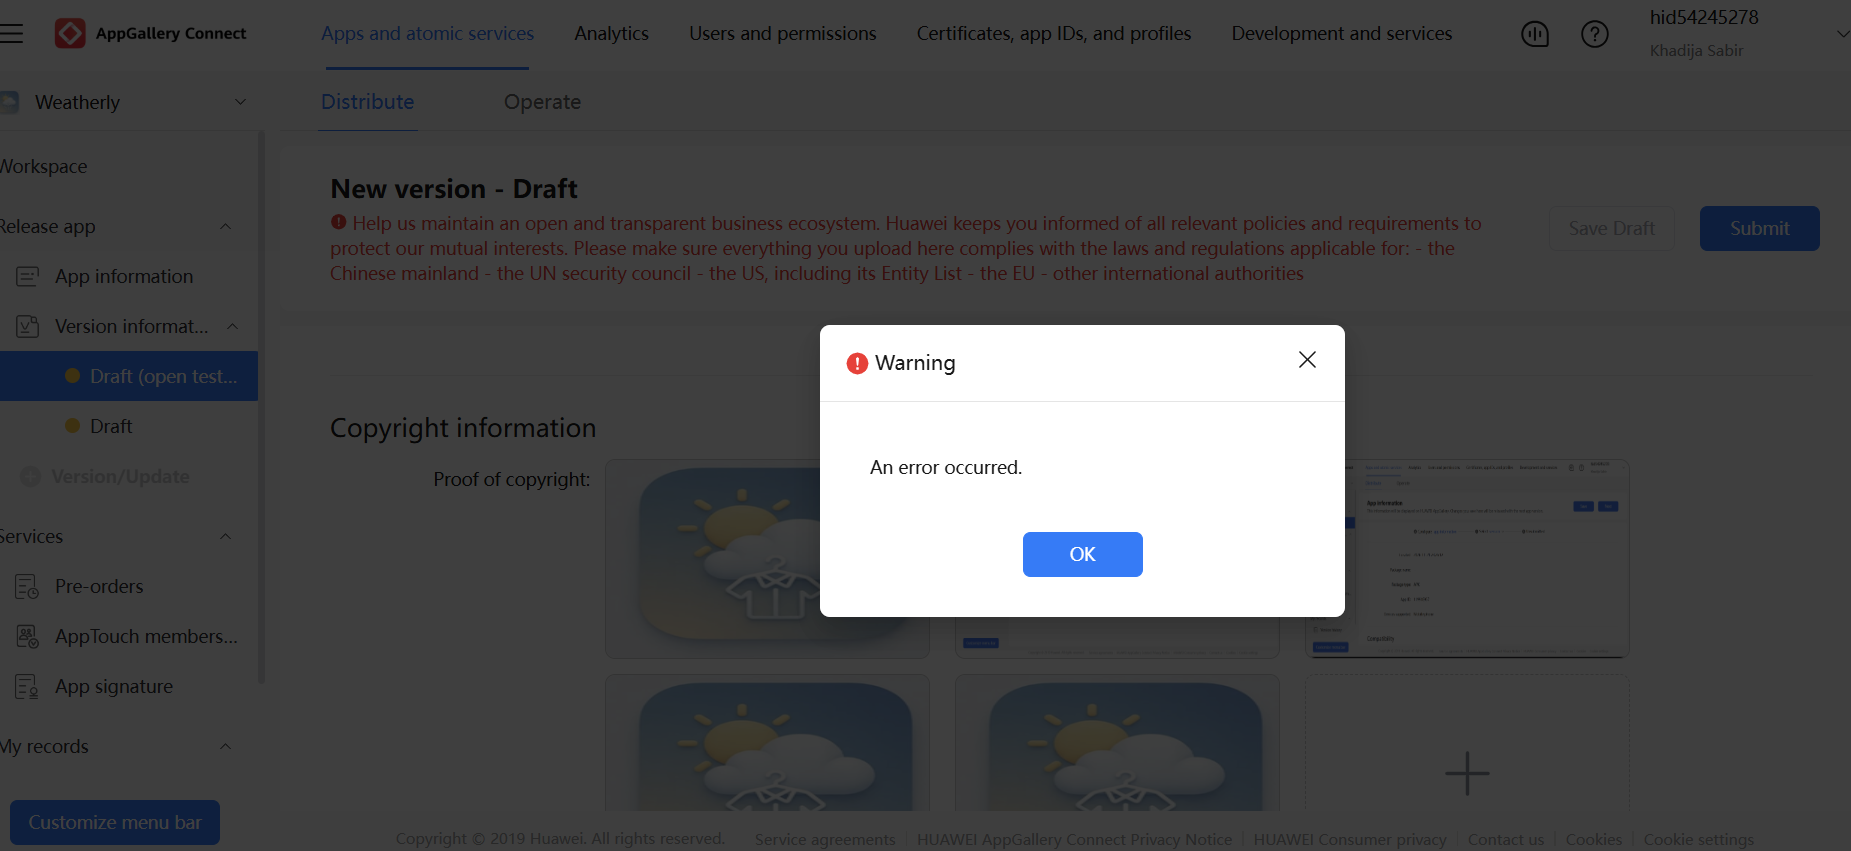 AppGallery Connect
Apps and atomic services
Analytics
Users and permissions
Certificates, app IDs, and profiles
Development and services
hid54245278
Khadija Sabir
Weatherly
Distribute
Operate
Workspace
Release app
App information
Version informat...
Draft (open test...
Draft
Version/Update
Services
Pre-orders
AppTouch members...
App signature
My records
Customize menu bar
New version - Draft
Help us maintain an open and transparent business ecosystem. Huawei keeps you informed of all relevant policies and requirements to
protect our mutual interests. Please make sure everything you upload here complies with the laws and regulations applicable for: - the
Chinese mainland - the UN security council - the US, including its Entity List - the EU - other international authorities
Save Draft
Submit
Copyright information
Proof of copyright:
App information
Compatibility
Warning
An error occurred.
OK
Copyright © 2019 Huawei. All rights reserved.
Service agreements
HUAWEI AppGallery Connect Privacy Notice
HUAWEI Consumer privacy
Contact us
Cookies
Cookie settings